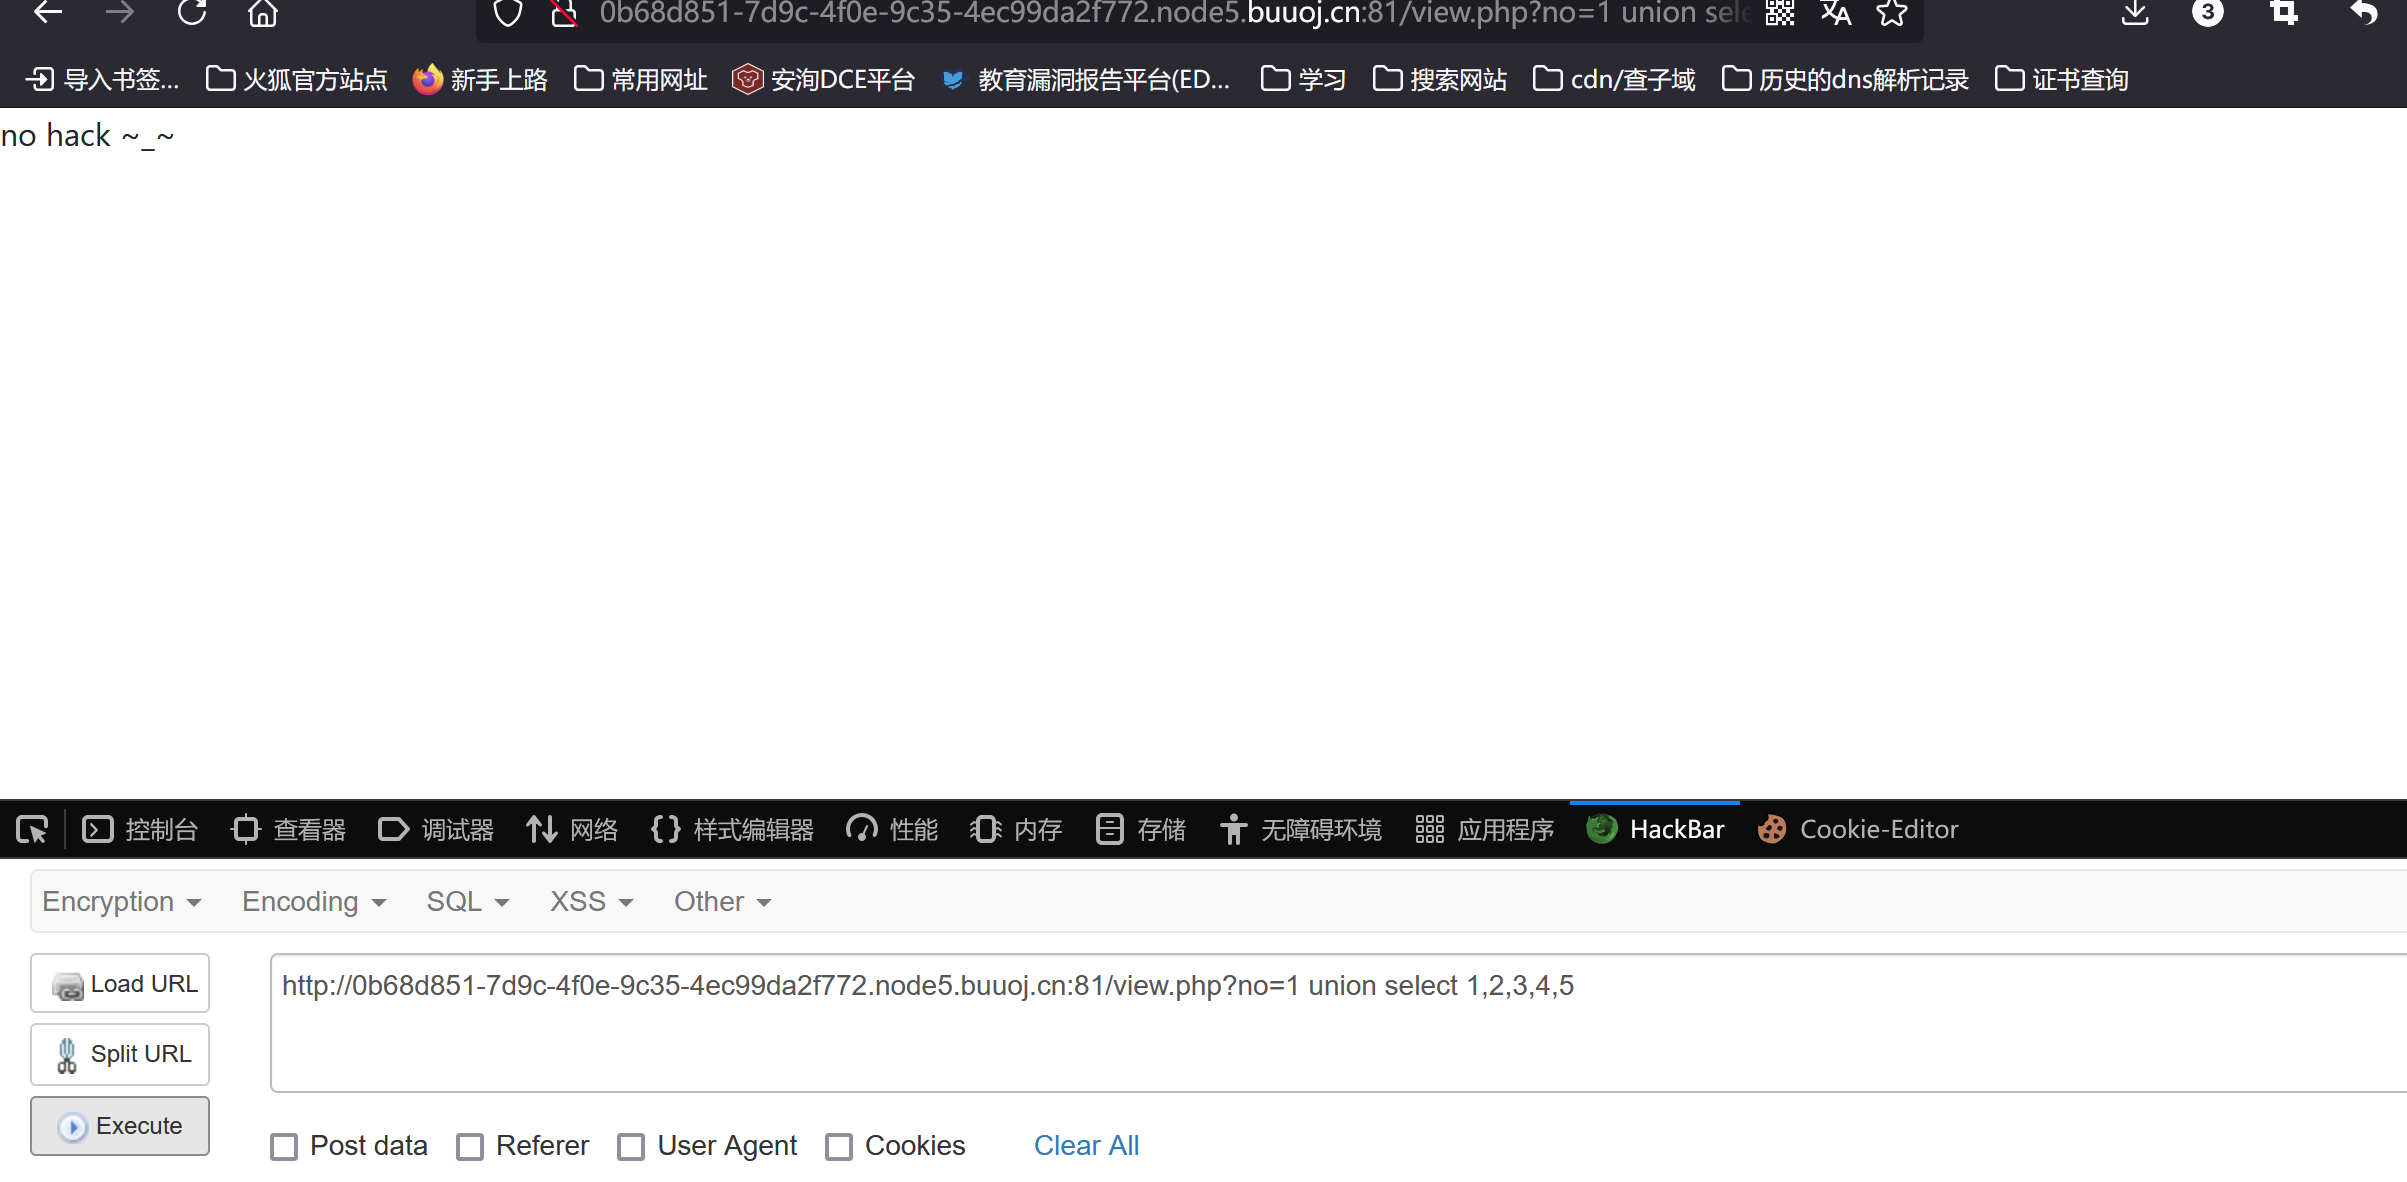 0b68d851-7d9c-4f0e-9c35-4ec99da2f772.node5.buuoj.cn:81/view.php?no=1 union sele 3
导入书签... 火狐官方站点 新手上路 常用网址 安洵DCE平台 教育漏洞报告平台(ED... 学习 搜索网站 cdn/查子域 历史的dns解析记录 证书查询
no hack ~_~
控制台 查看器 调试器 网络 样式编辑器 性能 内存 存储 无障碍环境 应用程序 HackBar Cookie-Editor
Encryption Encoding SQL XSS Other
Load URL
http://0b68d851-7d9c-4f0e-9c35-4ec99da2f772.node5.buuoj.cn:81/view.php?no=1 union select 1,2,3,4,5
Split URL
Execute
Post data Referer User Agent Cookies Clear All